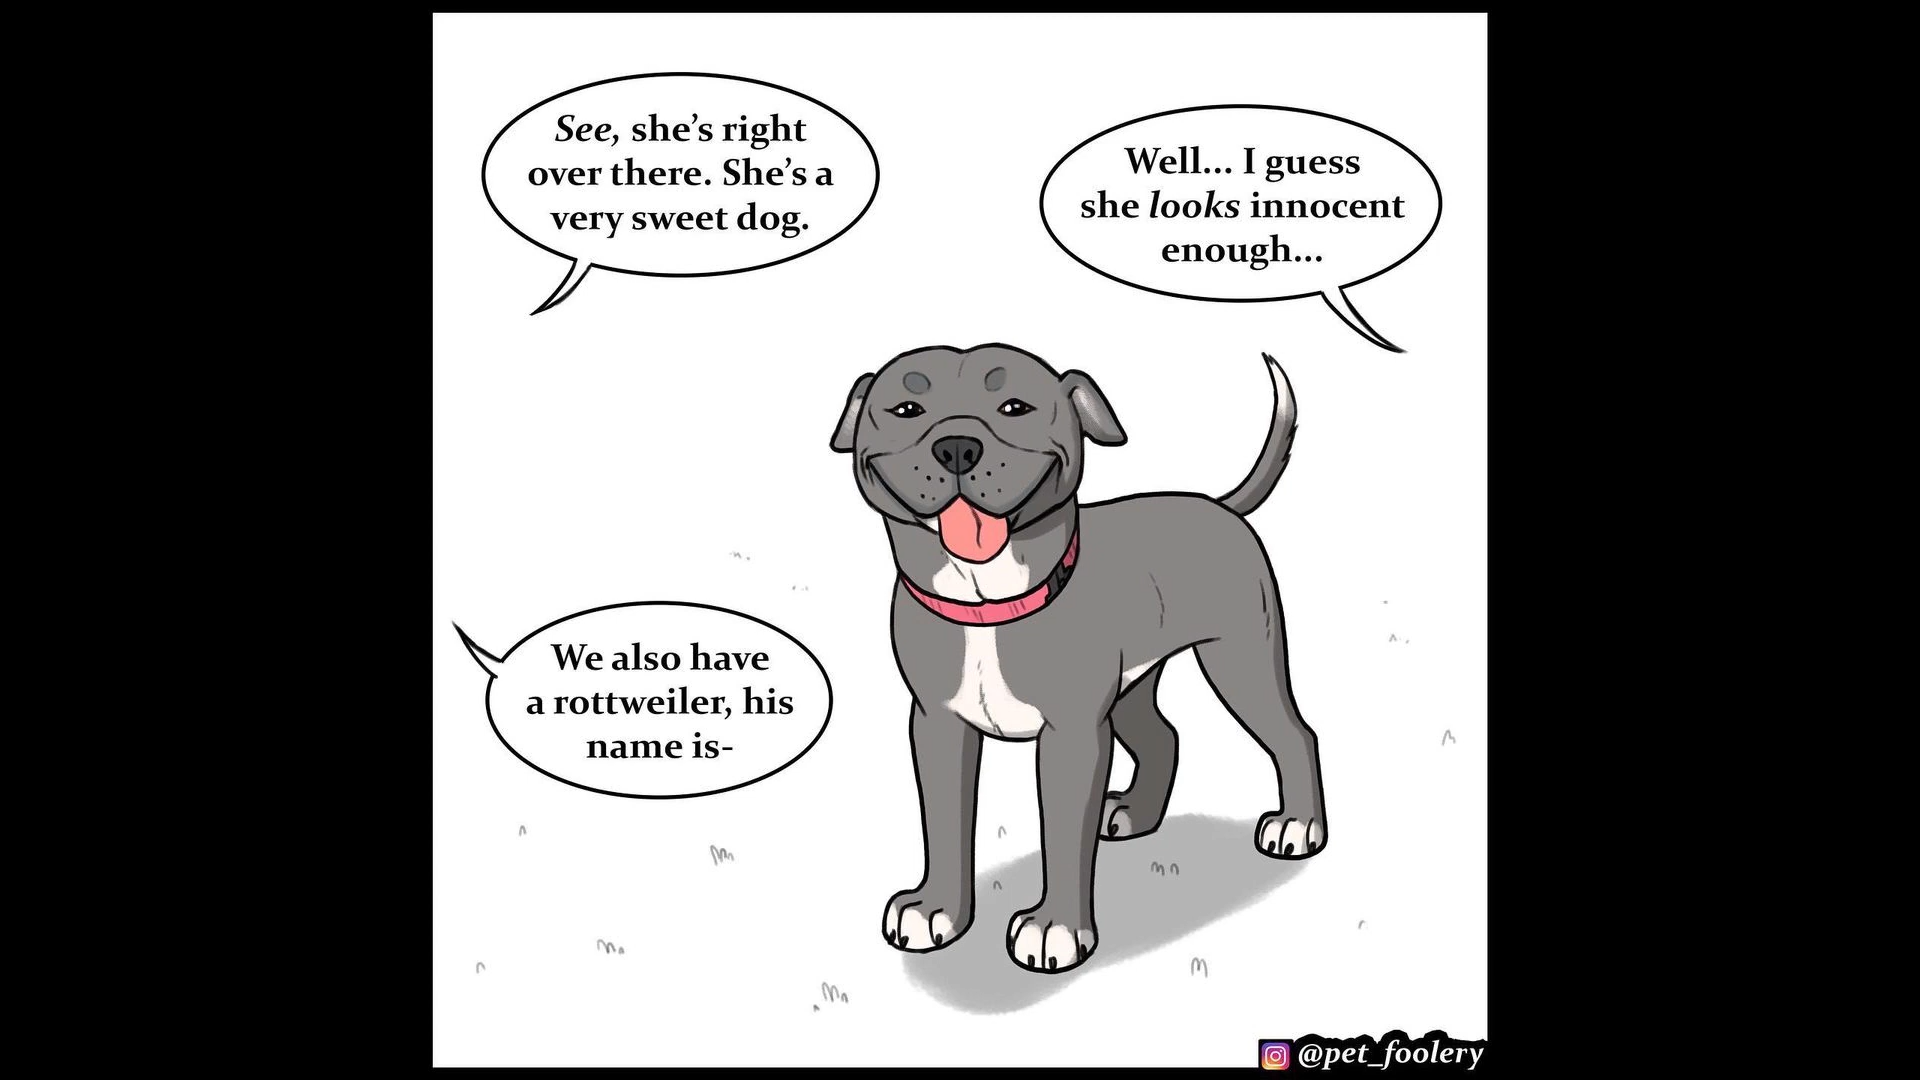 See, she's right
over there. She's a
very sweet dog.
Well... I guess
she looks innocent
enough...
We also have
a rottweiler, his
name is-
@pet_foolery